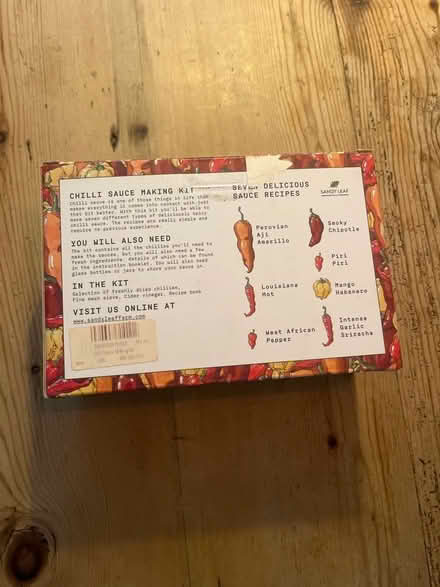 CHILLI SAUCE MAKING KIT
Chilli sauce is one of those things in life that
makes everything it comes into contact with just
that bit better. With this kit you'll be able to
make seven different types of deliciously tasty
chilli sauce. The recipes are really simple and
require no previous experience.
YOU WILL ALSO NEED
The kit contains all the chillies you'll need to
make the sauces, but you will also need a few
fresh ingredients, details of which can be found
in the instruction booklet. You will also need
glass bottles or jars to store your sauce in.
IN THE KIT
Selection of freshly dried chillies,
Fine mesh sieve, Cider vinegar, Recipe book
VISIT US ONLINE AT
www.sandyleaffarm.com
SEVEN DELICIOUS
SAUCE RECIPES
SANDY LEAF
Peruvian
Aji
Amarillo
Smoky
Chipotle
Piri
Piri
Louisiana
Hot
Mango
Habanero
West African
Pepper
Intense
Garlic
Sriracha